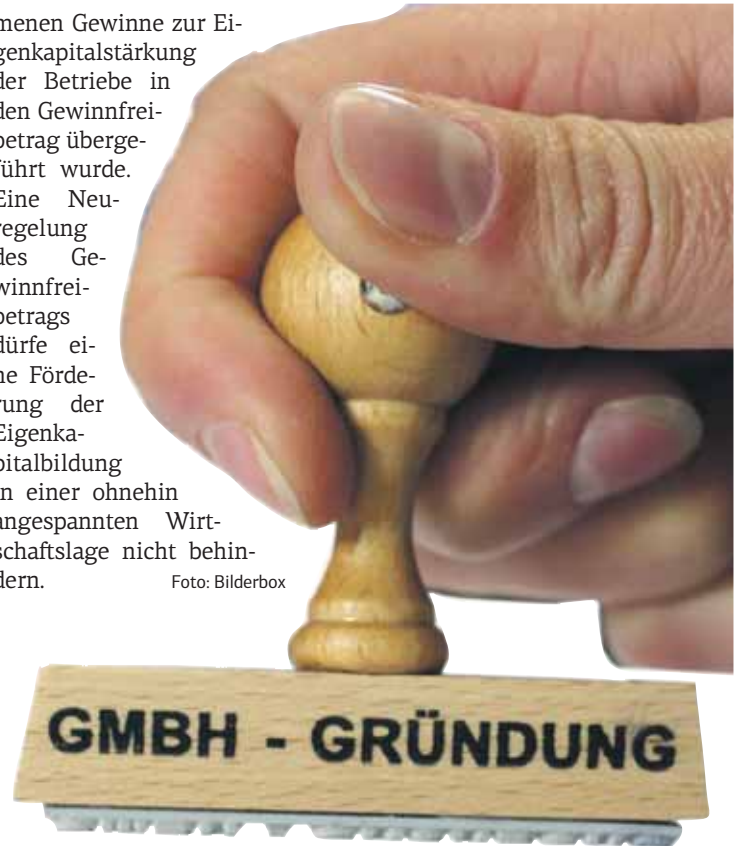 menen Gewinne zur Ei-
genkapitalstärkung
der Betriebe in
den Gewinnfrei-
betrag überge-
führt wurde.
Eine Neu-
regelung
des Ge-
winnfrei-
betrags
dürfe ei-
ne Förde-
rung der
Eigenka-
pitalbildung
in einer ohnehin
angespannten Wirt-
schaftslage nicht behin-
dern.
Foto: Bilderbox
GMBH - GRÜNDUNG